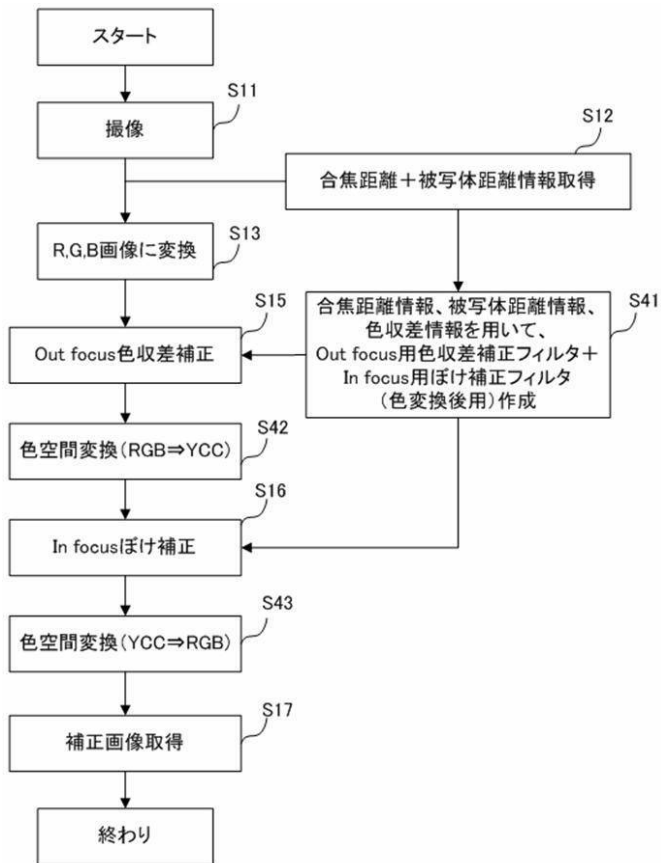 スタート
S11
撮像
S12
合焦距離＋被写体距離情報取得
S13
R,G,B画像に変換
S41
合焦距離情報、被写体距離情報、
色収差情報を用いて、
Out focus用色収差補正フィルタ＋
In focus用ぼけ補正フィルタ
（色変換後用）作成
S15
Out focus色収差補正
S42
色空間変換（RGB⇒YCC）
S16
In focusぼけ補正
S43
色空間変換（YCC⇒RGB）
S17
補正画像取得
終わり